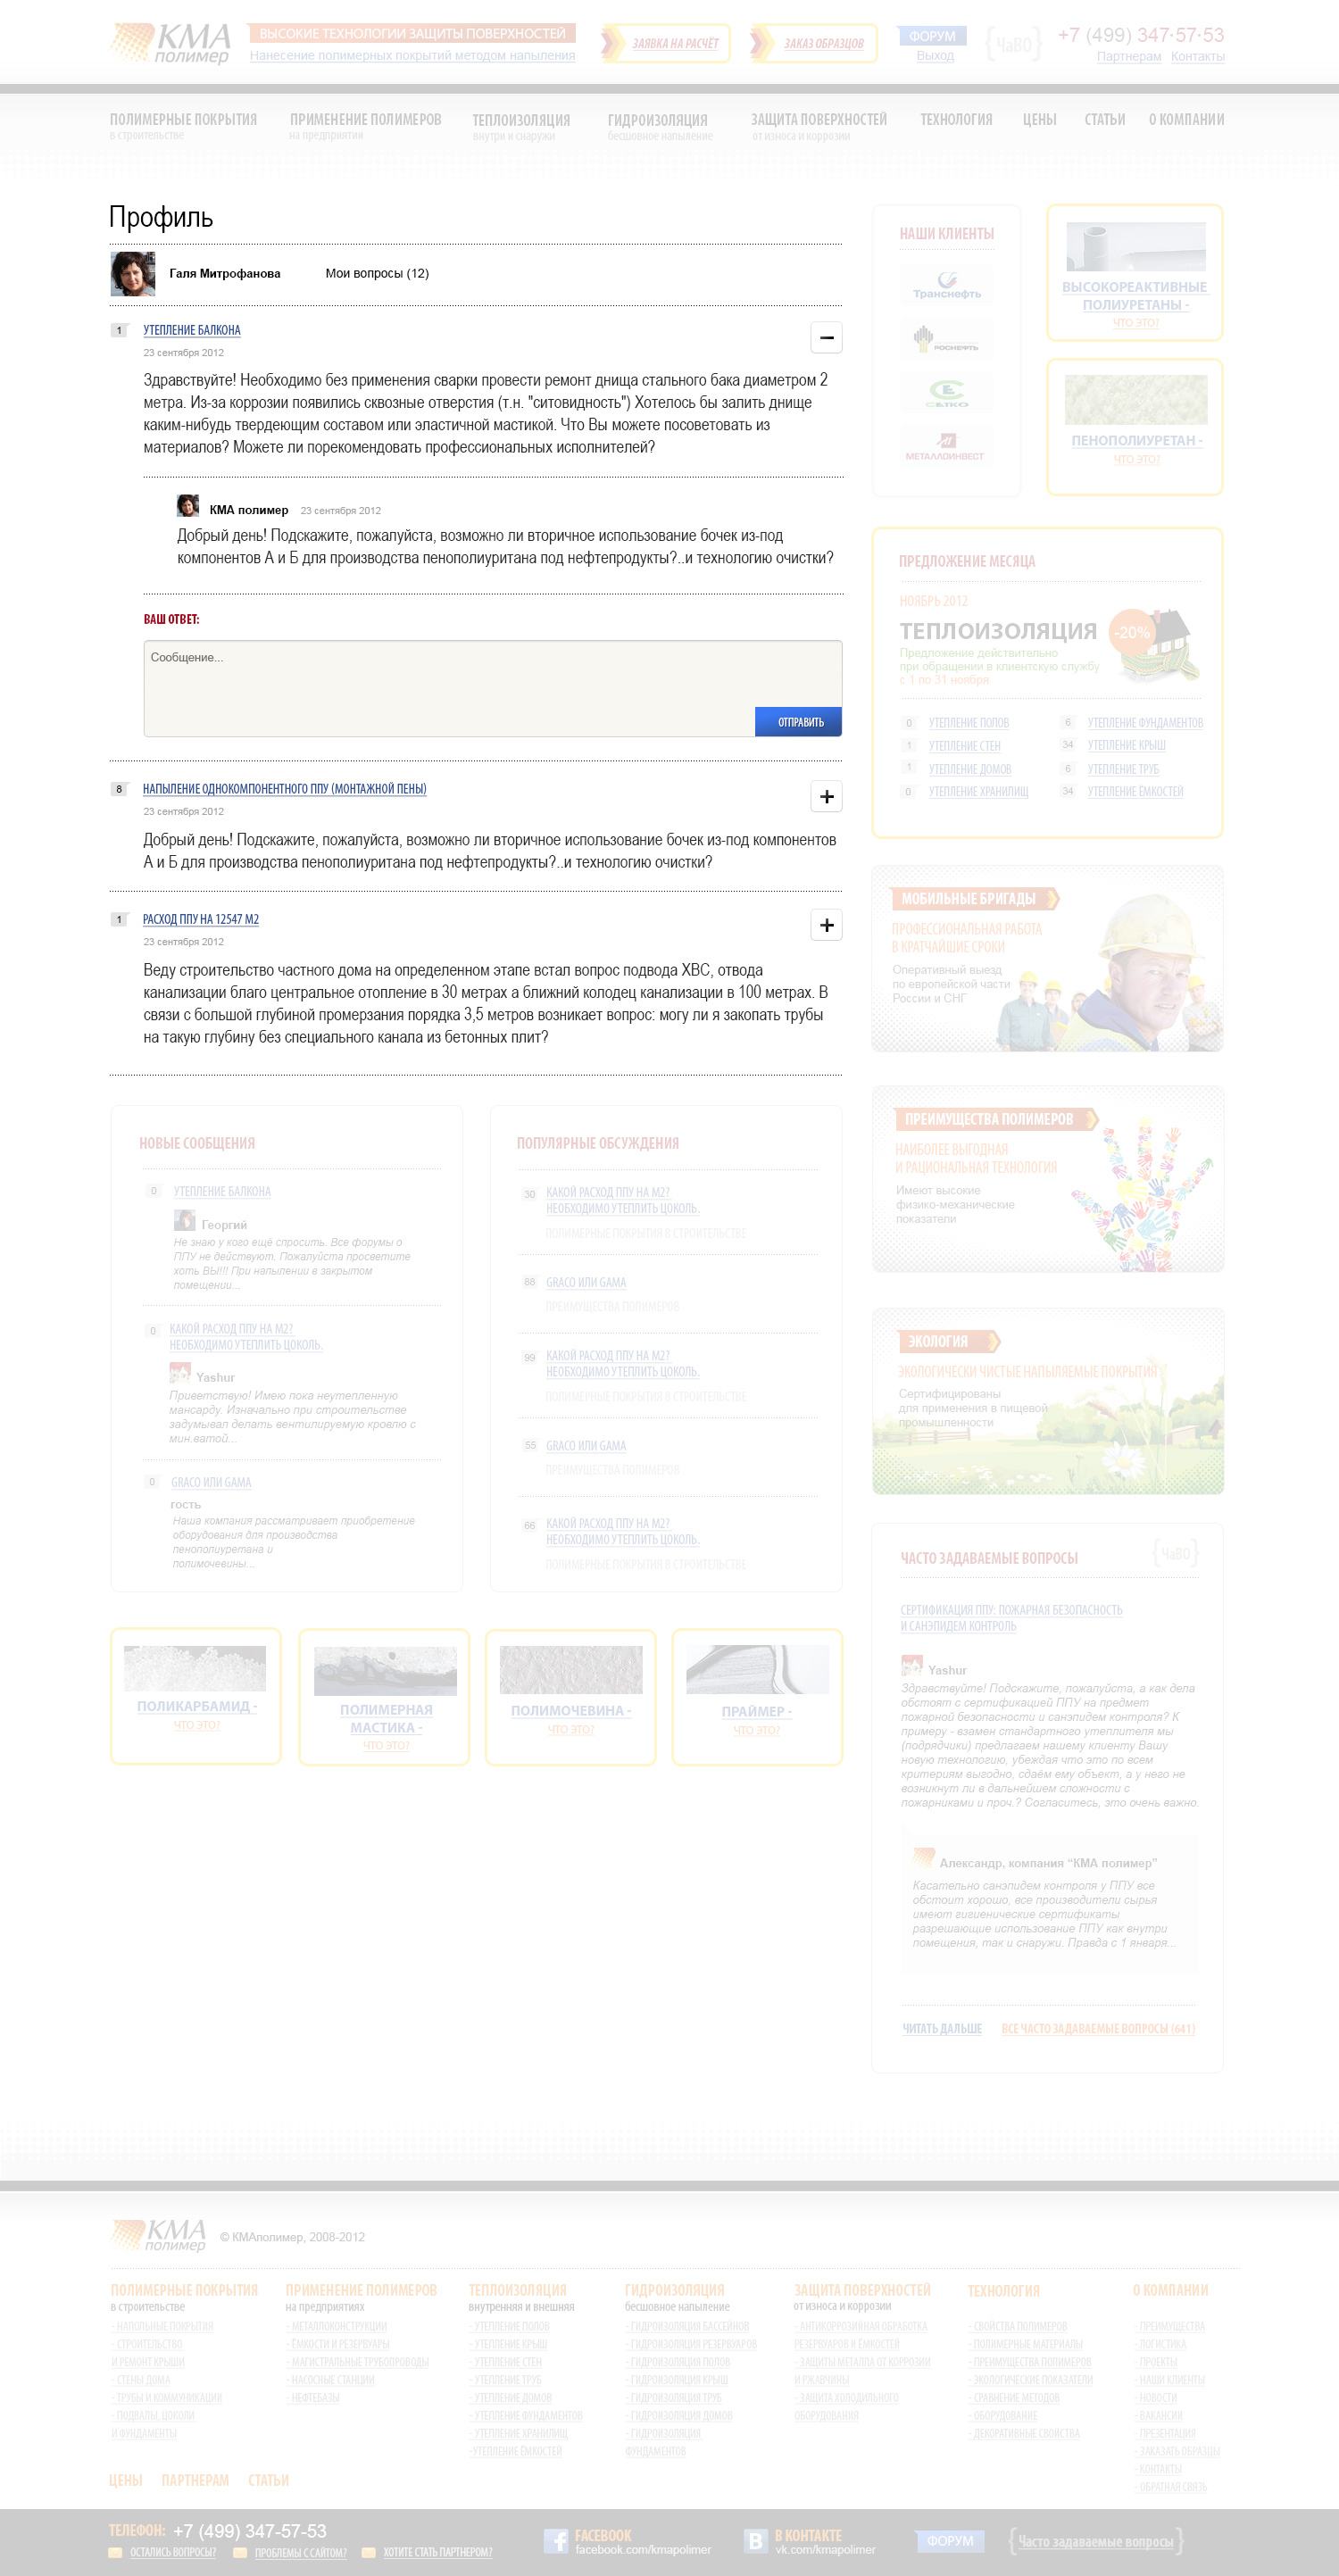 КМА
полимер
ВЫСОКИЕ ТЕХНОЛОГИИ ЗАЩИТЫ ПОВЕРХНОСТЕЙ
Нанесение полимерных покрытий методом напыления
ЗАЯВКА НА РАСЧЁТ
ЗАКАЗ ОБРАЗЦОВ
ФОРУМ
Выход
{ЧаВО}
+7 (499) 347-57-53
Партнерам Контакты
ПОЛИМЕРНЫЕ ПОКРЫТИЯ
в строительстве
ПРИМЕНЕНИЕ ПОЛИМЕРОВ
на предприятии
ТЕПЛОИЗОЛЯЦИЯ
внутри и снаружи
ГИДРОИЗОЛЯЦИЯ
бесшовное напыление
ЗАЩИТА ПОВЕРХНОСТЕЙ
от износа и коррозии
ТЕХНОЛОГИЯ
ЦЕНЫ
СТАТЬИ
О КОМПАНИИ
Профиль
Галя Митрофанова
Мои вопросы (12)
1
УТЕПЛЕНИЕ БАЛКОНА
23 сентября 2012
Здравствуйте! Необходимо без применения сварки провести ремонт днища стального бака диаметром 2
метра. Из-за коррозии появились сквозные отверстия (т.н. "ситовидность") Хотелось бы залить днище
каким-нибудь твердеющим составом или эластичной мастикой. Что Вы можете посоветовать из
материалов? Можете ли порекомендовать профессиональных исполнителей?
КМА полимер 23 сентября 2012
Добрый день! Подскажите, пожалуйста, возможно ли вторичное использование бочек из-под
компонентов А и Б для производства пенополиуритана под нефтепродукты?..и технологию очистки?
ВАШ ОТВЕТ:
Сообщение...
ОТПРАВИТЬ
8
НАПЫЛЕНИЕ ОДНОКОМПОНЕНТНОГО ППУ (МОНТАЖНОЙ ПЕНЫ)
23 сентября 2012
Добрый день! Подскажите, пожалуйста, возможно ли вторичное использование бочек из-под компонентов
А и Б для производства пенополиуритана под нефтепродукты?..и технологию очистки?
1
РАСХОД ППУ НА 12547 М2
23 сентября 2012
Веду строительство частного дома на определенном этапе встал вопрос подвода ХВС, отвода
канализации благо центральное отопление в 30 метрах а ближний колодец канализации в 100 метрах. В
связи с большой глубиной промерзания порядка 3,5 метров возникает вопрос: могу ли я закопать трубы
на такую глубину без специального канала из бетонных плит?
НОВЫЕ СООБЩЕНИЯ
0
УТЕПЛЕНИЕ БАЛКОНА
Георгий
Не знаю у кого ещё спросить. Все форумы о
ППУ не действуют. Пожалуйста просветите
хоть ВЫ!!! При напылении в закрытом
помещении...
0
КАКОЙ РАСХОД ППУ НА М2?
НЕОБХОДИМО УТЕПЛИТЬ ЦОКОЛЬ.
Yashur
Приветствую! Имею пока неутепленную
мансарду. Изначально при строительстве
задумывал делать вентилируемую кровлю с
мин.ватой...
0
GRACO ИЛИ GAMA
гость
Наша компания рассматривает приобретение
оборудования для производства
пенополиуретана и
полимочевины...
ПОПУЛЯРНЫЕ ОБСУЖДЕНИЯ
30
КАКОЙ РАСХОД ППУ НА М2?
НЕОБХОДИМО УТЕПЛИТЬ ЦОКОЛЬ.
ПОЛИМЕРНЫЕ ПОКРЫТИЯ В СТРОИТЕЛЬСТВЕ
88
GRACO ИЛИ GAMA
ПРЕИМУЩЕСТВА ПОЛИМЕРОВ
99
КАКОЙ РАСХОД ППУ НА М2?
НЕОБХОДИМО УТЕПЛИТЬ ЦОКОЛЬ.
ПОЛИМЕРНЫЕ ПОКРЫТИЯ В СТРОИТЕЛЬСТВЕ
55
GRACO ИЛИ GAMA
ПРЕИМУЩЕСТВА ПОЛИМЕРОВ
66
КАКОЙ РАСХОД ППУ НА М2?
НЕОБХОДИМО УТЕПЛИТЬ ЦОКОЛЬ.
ПОЛИМЕРНЫЕ ПОКРЫТИЯ В СТРОИТЕЛЬСТВЕ
ПОЛИКАРБАМИД -
ЧТО ЭТО?
ПОЛИМЕРНАЯ
МАСТИКА -
ЧТО ЭТО?
ПОЛИМОЧЕВИНА -
ЧТО ЭТО?
ПРАЙМЕР -
ЧТО ЭТО?
НАШИ КЛИЕНТЫ
Транснефть
РОСНЕФТЬ
СЕТКО
МЕТАЛЛОИНВЕСТ
ВЫСОКОРЕАКТИВНЫЕ
ПОЛИУРЕТАНЫ -
ЧТО ЭТО?
ПЕНОПОЛИУРЕТАН -
ЧТО ЭТО?
ПРЕДЛОЖЕНИЕ МЕСЯЦА
НОЯБРЬ 2012
ТЕПЛОИЗОЛЯЦИЯ
-20%
Предложение действительно
при обращении в клиентскую службу
с 1 по 31 ноября
0 УТЕПЛЕНИЕ ПОЛОВ
6 УТЕПЛЕНИЕ ФУНДАМЕНТОВ
1 УТЕПЛЕНИЕ СТЕН
34 УТЕПЛЕНИЕ КРЫШ
1 УТЕПЛЕНИЕ ДОМОВ
6 УТЕПЛЕНИЕ ТРУБ
0 УТЕПЛЕНИЕ ХРАНИЛИЩ
34 УТЕПЛЕНИЕ ЁМКОСТЕЙ
МОБИЛЬНЫЕ БРИГАДЫ
ПРОФЕССИОНАЛЬНАЯ РАБОТА
В КРАТЧАЙШИЕ СРОКИ
Оперативный выезд
по европейской части
России и СНГ
ПРЕИМУЩЕСТВА ПОЛИМЕРОВ
НАИБОЛЕЕ ВЫГОДНАЯ
И РАЦИОНАЛЬНАЯ ТЕХНОЛОГИЯ
Имеют высокие
физико-механические
показатели
ЭКОЛОГИЯ
ЭКОЛОГИЧЕСКИ ЧИСТЫЕ НАПЫЛЯЕМЫЕ ПОКРЫТИЯ
Сертифицированы
для применения в пищевой
промышленности
ЧАСТО ЗАДАВАЕМЫЕ ВОПРОСЫ
{ЧаВО}
СЕРТИФИКАЦИЯ ППУ: ПОЖАРНАЯ БЕЗОПАСНОСТЬ
И САНЭПИДЕМ КОНТРОЛЬ
Yashur
Здравствуйте! Подскажите, пожалуйста, а как дела
обстоят с сертификацией ППУ на предмет
пожарной безопасности и санэпидем контроля? К
примеру - взамен стандартного утеплителя мы
(подрядчики) предлагаем нашему клиенту Вашу
новую технологию, убеждая что это по всем
критериям выгодно, сдаём ему объект, а у него не
возникнут ли в дальнейшем сложности с
пожарниками и проч.? Согласитесь, это очень важно.
Александр, компания “КМА полимер”
Касательно санэпидем контроля у ППУ все
обстоит хорошо, все производители сырья
имеют гигиенические сертификаты
разрешающие использование ППУ как внутри
помещения, так и снаружи. Правда с 1 января...
ЧИТАТЬ ДАЛЬШЕ
ВСЕ ЧАСТО ЗАДАВАЕМЫЕ ВОПРОСЫ (641)
КМА
полимер
© КМАполимер, 2008-2012
ПОЛИМЕРНЫЕ ПОКРЫТИЯ
в строительстве
- НАПОЛЬНЫЕ ПОКРЫТИЯ
- СТРОИТЕЛЬСТВО
И РЕМОНТ КРЫШИ
- СТЕНЫ ДОМА
- ТРУБЫ И КОММУНИКАЦИИ
- ПОДВАЛЫ, ЦОКОЛИ
И ФУНДАМЕНТЫ
ПРИМЕНЕНИЕ ПОЛИМЕРОВ
на предприятиях
- МЕТАЛЛОКОНСТРУКЦИИ
- ЁМКОСТИ И РЕЗЕРВУАРЫ
- МАГИСТРАЛЬНЫЕ ТРУБОПРОВОДЫ
- НАСОСНЫЕ СТАНЦИИ
- НЕФТЕБАЗЫ
ТЕПЛОИЗОЛЯЦИЯ
внутренняя и внешняя
- УТЕПЛЕНИЕ ПОЛОВ
- УТЕПЛЕНИЕ КРЫШ
- УТЕПЛЕНИЕ СТЕН
- УТЕПЛЕНИЕ ТРУБ
- УТЕПЛЕНИЕ ДОМОВ
- УТЕПЛЕНИЕ ФУНДАМЕНТОВ
- УТЕПЛЕНИЕ ХРАНИЛИЩ
-УТЕПЛЕНИЕ ЁМКОСТЕЙ
ГИДРОИЗОЛЯЦИЯ
бесшовное напыление
- ГИДРОИЗОЛЯЦИЯ БАССЕЙНОВ
- ГИДРОИЗОЛЯЦИЯ РЕЗЕРВУАРОВ
- ГИДРОИЗОЛЯЦИЯ ПОЛОВ
- ГИДРОИЗОЛЯЦИЯ КРЫШ
- ГИДРОИЗОЛЯЦИЯ ТРУБ
- ГИДРОИЗОЛЯЦИЯ ДОМОВ
- ГИДРОИЗОЛЯЦИЯ
ФУНДАМЕНТОВ
ЗАЩИТА ПОВЕРХНОСТЕЙ
от износа и коррозии
- АНТИКОРРОЗИЙНАЯ ОБРАБОТКА
РЕЗЕРВУАРОВ И ЁМКОСТЕЙ
- ЗАЩИТЫ МЕТАЛЛА ОТ КОРРОЗИИ
И РЖАВЧИНЫ
- ЗАЩИТА ХОЛОДИЛЬНОГО
ОБОРУДОВАНИЯ
ТЕХНОЛОГИЯ
- СВОЙСТВА ПОЛИМЕРОВ
- ПОЛИМЕРНЫЕ МАТЕРИАЛЫ
- ПРЕИМУЩЕСТВА ПОЛИМЕРОВ
- ЭКОЛОГИЧЕСКИЕ ПОКАЗАТЕЛИ
- СРАВНЕНИЕ МЕТОДОВ
- ОБОРУДОВАНИЕ
- ДЕКОРАТИВНЫЕ СВОЙСТВА
О КОМПАНИИ
- ПРЕИМУЩЕСТВА
- ЛОГИСТИКА
- ПРОЕКТЫ
- НАШИ КЛИЕНТЫ
- НОВОСТИ
- ВАКАНСИИ
- ПРЕЗЕНТАЦИЯ
- ЗАКАЗАТЬ ОБРАЗЦЫ
- КОНТАКТЫ
- ОБРАТНАЯ СВЯЗЬ
ЦЕНЫ ПАРТНЕРАМ СТАТЬИ
ТЕЛЕФОН: +7 (499) 347-57-53
ОСТАЛИСЬ ВОПРОСЫ?
ПРОБЛЕМЫ С САЙТОМ?
ХОТИТЕ СТАТЬ ПАРТНЕРОМ?
FACEBOOK
facebook.com/kmapolimer
В
В КОНТАКТЕ
vk.com/kmapolimer
ФОРУМ
{Часто задаваемые вопросы}